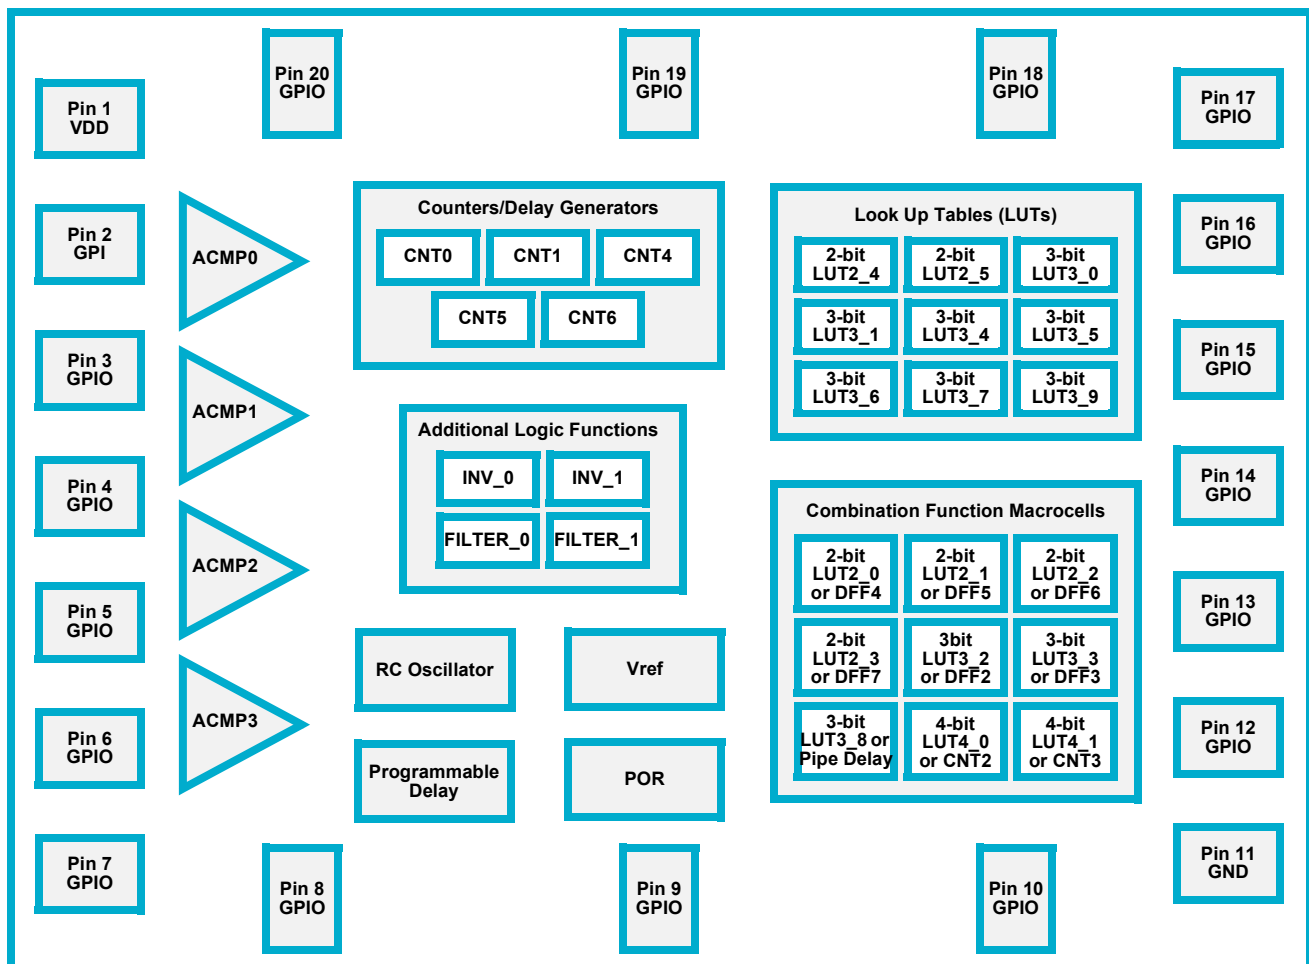 Pin 20
GPIO
Pin 19
GPIO
Pin 18
GPIO
Pin 1
VDD
Pin 2
GPI
Pin 3
GPIO
Pin 4
GPIO
Pin 5
GPIO
Pin 6
GPIO
Pin 7
GPIO
ACMP0
ACMP1
ACMP2
ACMP3
Counters/Delay Generators
CNT0
CNT1
CNT4
CNT5
CNT6
Additional Logic Functions
INV_0
INV_1
FILTER_0
FILTER_1
RC Oscillator
Vref
Programmable
Delay
POR
Look Up Tables (LUTs)
2-bit
LUT2_4
2-bit
LUT2_5
3-bit
LUT3_0
3-bit
LUT3_1
3-bit
LUT3_4
3-bit
LUT3_5
3-bit
LUT3_6
3-bit
LUT3_7
3-bit
LUT3_9
Combination Function Macrocells
2-bit
LUT2_0
or DFF4
2-bit
LUT2_1
or DFF5
2-bit
LUT2_2
or DFF6
2-bit
LUT2_3
or DFF7
3bit
LUT3_2
or DFF2
3-bit
LUT3_3
or DFF3
3-bit
LUT3_8 or
Pipe Delay
4-bit
LUT4_0
or CNT2
4-bit
LUT4_1
or CNT3
Pin 17
GPIO
Pin 16
GPIO
Pin 15
GPIO
Pin 14
GPIO
Pin 13
GPIO
Pin 12
GPIO
Pin 11
GND
Pin 8
GPIO
Pin 9
GPIO
Pin 10
GPIO